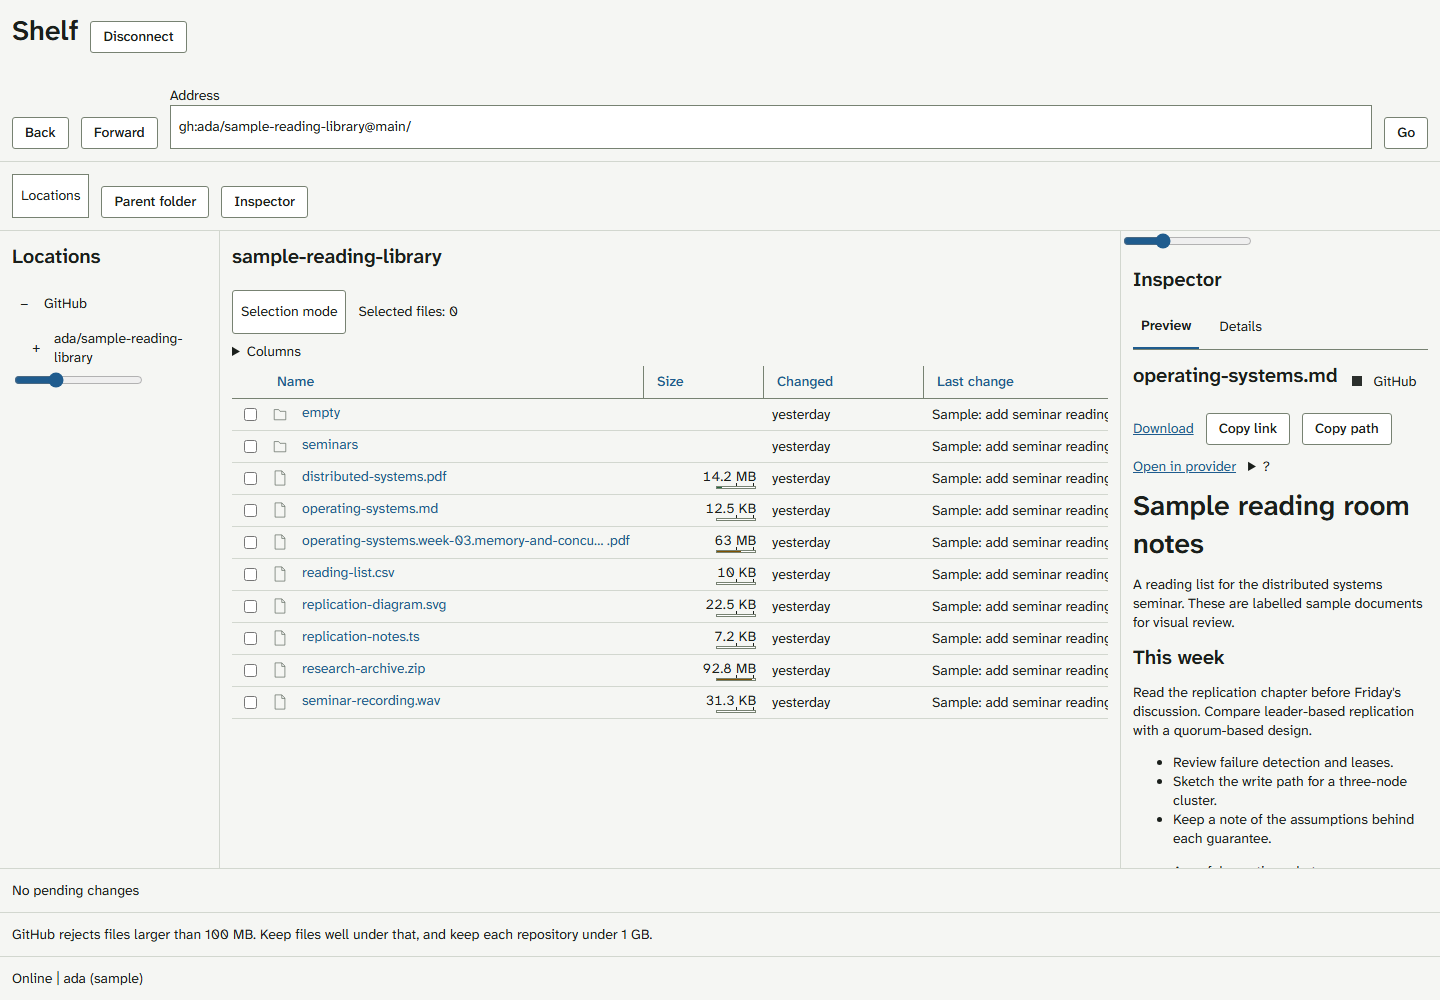 Shelf
Disconnect
Address
Back
Forward
gh:ada/sample-reading-library@main/
Go
Locations
Parent folder
Inspector
Locations
– GitHub
+ ada/sample-reading-
library
sample-reading-library
Selection mode
Selected files: 0
Columns
Name Size Changed Last change
empty yesterday Sample: add seminar reading
seminars yesterday Sample: add seminar reading
distributed-systems.pdf 14.2 MB yesterday Sample: add seminar reading
operating-systems.md 12.5 KB yesterday Sample: add seminar reading
operating-systems.week-03.memory-and-concu... .pdf 63 MB yesterday Sample: add seminar reading
reading-list.csv 10 KB yesterday Sample: add seminar reading
replication-diagram.svg 22.5 KB yesterday Sample: add seminar reading
replication-notes.ts 7.2 KB yesterday Sample: add seminar reading
research-archive.zip 92.8 MB yesterday Sample: add seminar reading
seminar-recording.wav 31.3 KB yesterday Sample: add seminar reading
Inspector
Preview Details
operating-systems.md GitHub
Download Copy link Copy path
Open in provider ?
Sample reading room
notes
A reading list for the distributed systems
seminar. These are labelled sample documents
for visual review.
This week
Read the replication chapter before Friday's
discussion. Compare leader-based replication
with a quorum-based design.
• Review failure detection and leases.
• Sketch the write path for a three-node
cluster.
• Keep a note of the assumptions behind
each guarantee.
No pending changes
GitHub rejects files larger than 100 MB. Keep files well under that, and keep each repository under 1 GB.
Online | ada (sample)